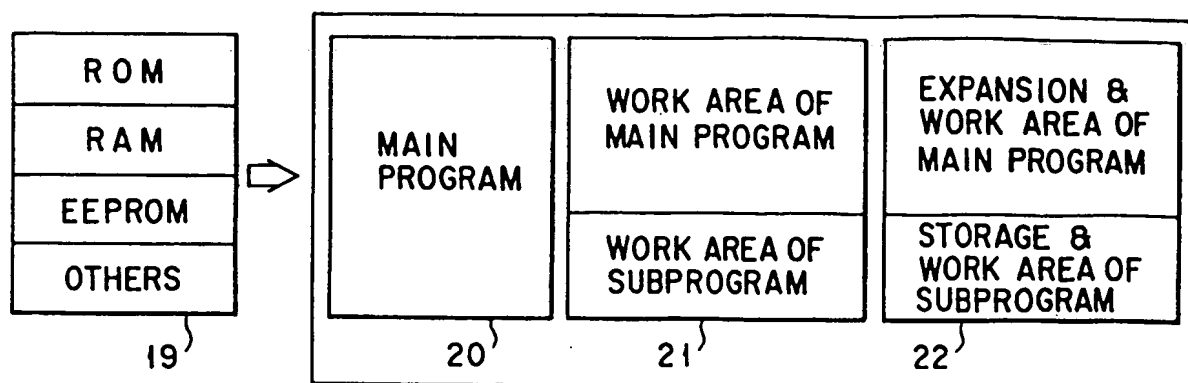 ROM
RAM
EEPROM
OTHERS
19
MAIN
PROGRAM
20
WORK AREA OF
MAIN PROGRAM
WORK AREA OF
SUBPROGRAM
21
EXPANSION &
WORK AREA OF
MAIN PROGRAM
STORAGE &
WORK AREA OF
SUBPROGRAM
22